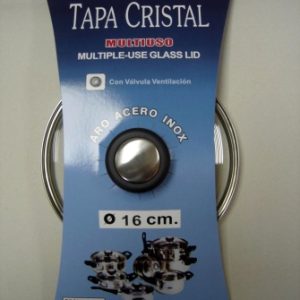 TAPA CRISTAL
MULTIUSO
MULTIPLE-USE GLASS LID
Con Válvula Ventilación
ARO ACERO INOX
Ø 16 cm.